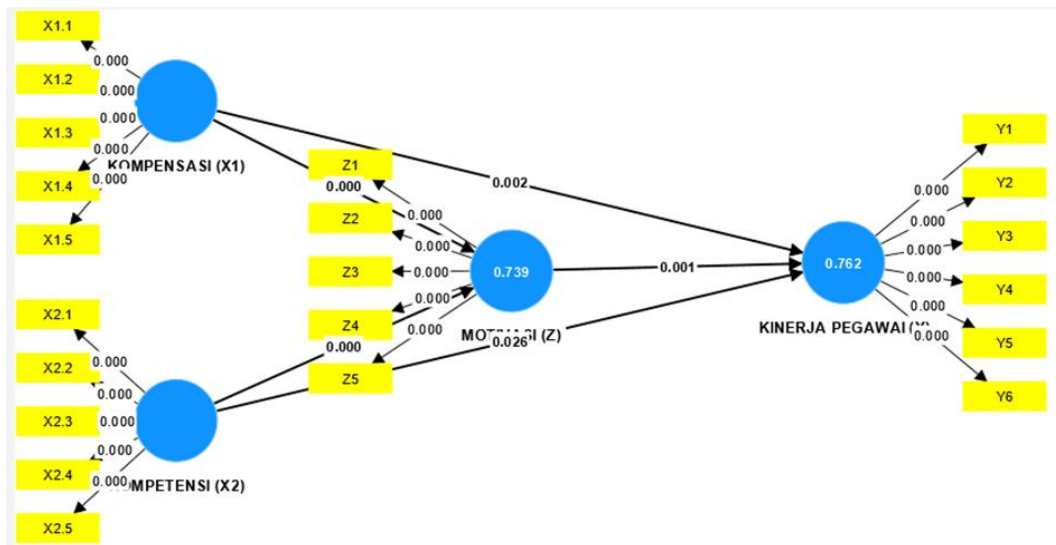 X1.1
0.000
X1.2
0.000
0.000
X1.3
0.000
X1.4
0.000
X1.5
KOMPENSASI (X1)
X2.1
0.000
X2.2
0.000
X2.3
0.000
0.000
X2.4
0.000
X2.5
(X2)
Z1
0.000
0.000
Z2
0.000
Z3
0.000
0.000
Z4
0.000
0.000
Z5
0.739
(Z)
0.002
0.001
0.026
0.762
KINERJA PEGAWAI
Y1
0.000
Y2
0.000
Y3
0.000
0.000
Y4
0.000
Y5
0.000
Y6